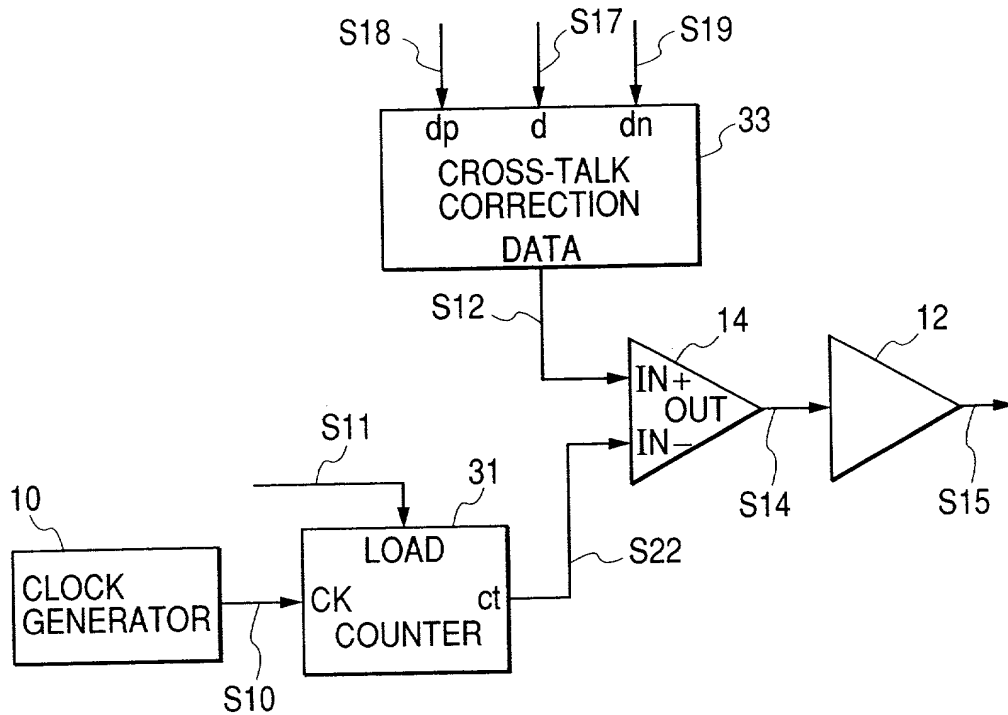 S18
S17
S19
dp d dn
33
CROSS-TALK
CORRECTION
DATA
S12
14
12
IN+
OUT
IN−
S14
S15
S11
31
10
LOAD
S22
CLOCK
GENERATOR
CK
ct
COUNTER
S10